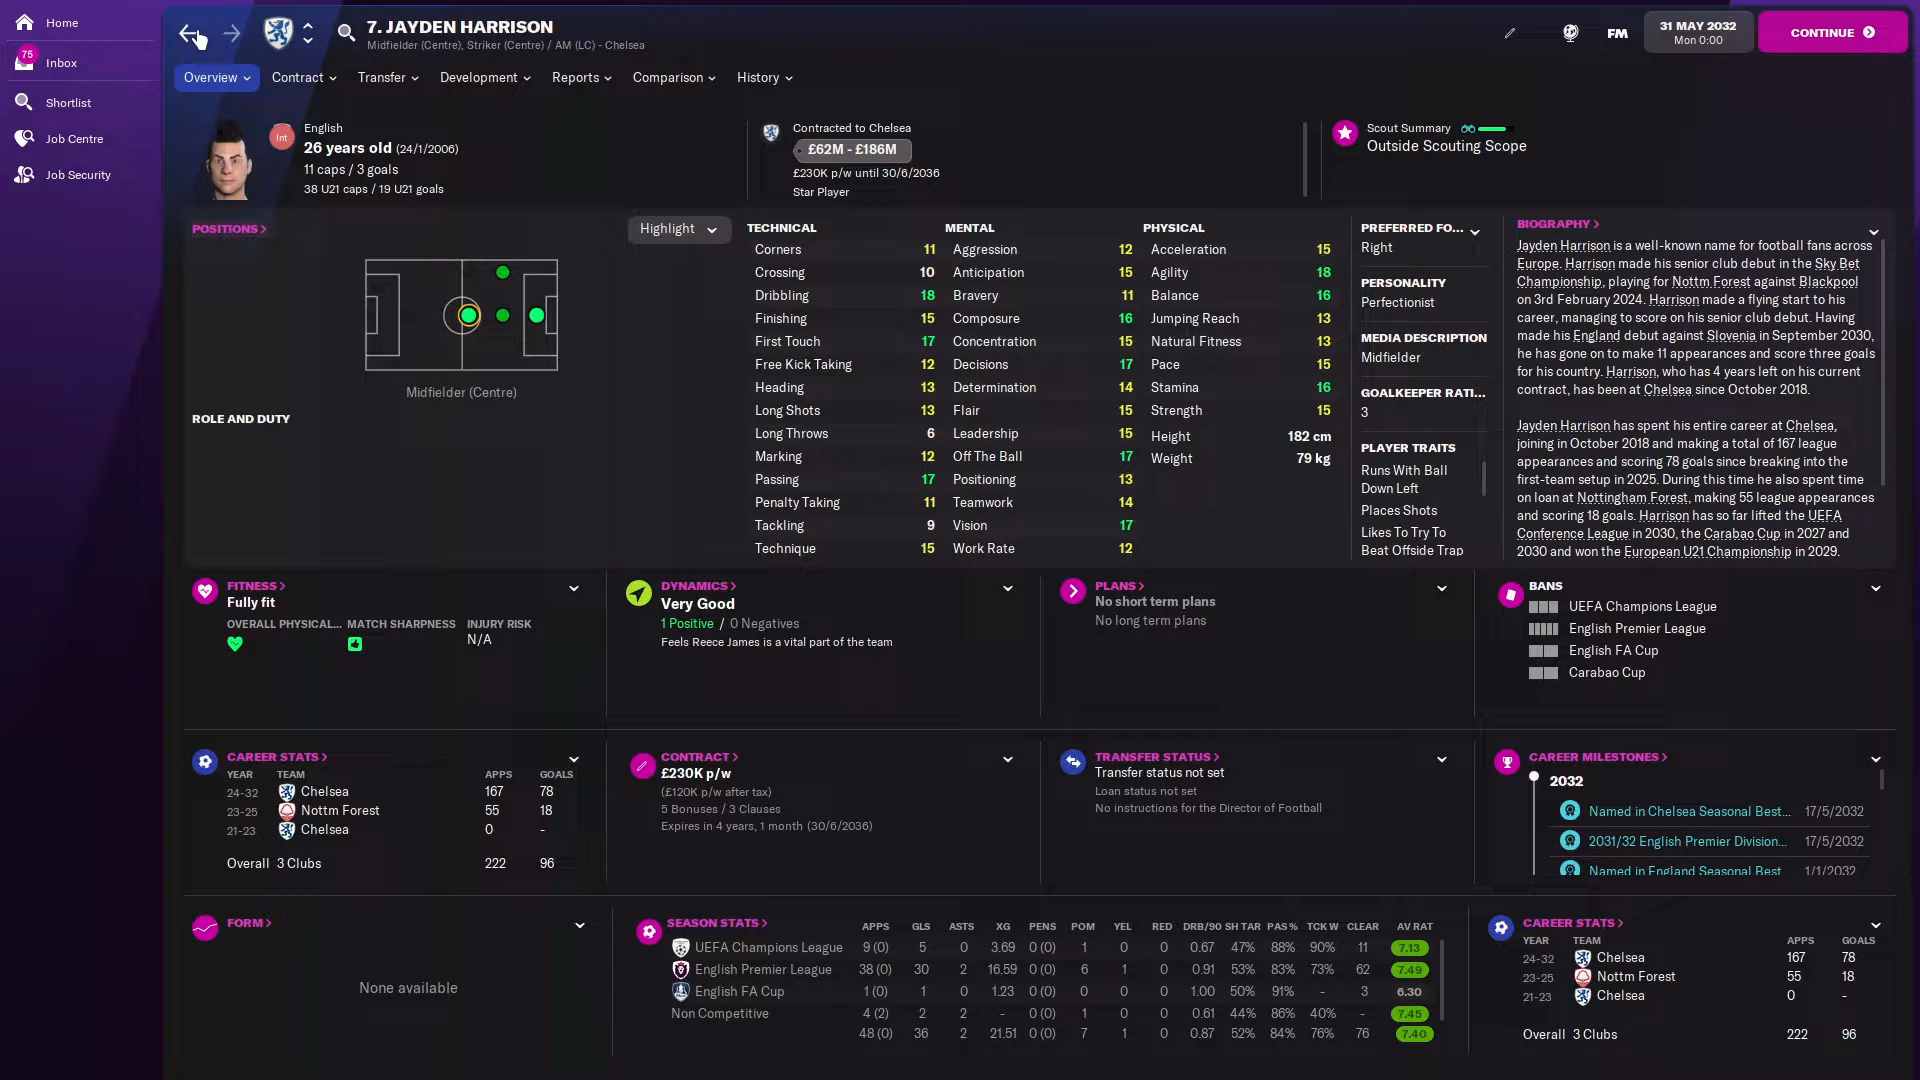 Home
75
Inbox
Shortlist
Job Centre
Job Security
7. JAYDEN HARRISON
Midfielder (Centre), Striker (Centre) / AM (LC) - Chelsea
FM
31 MAY 2032
Mon 0:00
CONTINUE
Overview Contract Transfer Development Reports Comparison History
Int
English
26 years old (24/1/2006)
11 caps / 3 goals
38 U21 caps / 19 U21 goals
Contracted to Chelsea
£62M - £186M
£230K p/w until 30/6/2036
Star Player
Scout Summary
Outside Scouting Scope
POSITIONS >
Midfielder (Centre)
ROLE AND DUTY
Highlight
TECHNICAL
Corners 11
Crossing 10
Dribbling 18
Finishing 15
First Touch 17
Free Kick Taking 12
Heading 13
Long Shots 13
Long Throws 6
Marking 12
Passing 17
Penalty Taking 11
Tackling 9
Technique 15
MENTAL
Aggression 12
Anticipation 15
Bravery 11
Composure 16
Concentration 15
Decisions 17
Determination 14
Flair 15
Leadership 15
Off The Ball 17
Positioning 13
Teamwork 14
Vision 17
Work Rate 12
PHYSICAL
Acceleration 15
Agility 18
Balance 16
Jumping Reach 13
Natural Fitness 13
Pace 15
Stamina 16
Strength 15
Height 182 cm
Weight 79 kg
PREFERRED FO...
Right
PERSONALITY
Perfectionist
MEDIA DESCRIPTION
Midfielder
GOALKEEPER RATI...
3
PLAYER TRAITS
Runs With Ball
Down Left
Places Shots
Likes To Try To
Beat Offside Trap
BIOGRAPHY >
Jayden Harrison is a well-known name for football fans across
Europe. Harrison made his senior club debut in the Sky Bet
Championship, playing for Nottm Forest against Blackpool
on 3rd February 2024. Harrison made a flying start to his
career, managing to score on his senior club debut. Having
made his England debut against Slovenia in September 2030,
he has gone on to make 11 appearances and score three goals
for his country. Harrison, who has 4 years left on his current
contract, has been at Chelsea since October 2018.
Jayden Harrison has spent his entire career at Chelsea,
joining in October 2018 and making a total of 167 league
appearances and scoring 78 goals since breaking into the
first-team setup in 2025. During this time he also spent time
on loan at Nottingham Forest, making 55 league appearances
and scoring 18 goals. Harrison has so far lifted the UEFA
Conference League in 2030, the Carabao Cup in 2027 and
2030 and won the European U21 Championship in 2029.
FITNESS >
Fully fit
OVERALL PHYSICAL... MATCH SHARPNESS INJURY RISK
N/A
DYNAMICS >
Very Good
1 Positive / 0 Negatives
Feels Reece James is a vital part of the team
PLANS >
No short term plans
No long term plans
BANS
UEFA Champions League
English Premier League
English FA Cup
Carabao Cup
CAREER STATS >
YEAR TEAM APPS GOALS
24-32 Chelsea 167 78
23-25 Nottm Forest 55 18
21-23 Chelsea 0 -
Overall 3 Clubs 222 96
CONTRACT >
£230K p/w
(£120K p/w after tax)
5 Bonuses / 3 Clauses
Expires in 4 years, 1 month (30/6/2036)
TRANSFER STATUS >
Transfer status not set
Loan status not set
No instructions for the Director of Football
CAREER MILESTONES >
2032
Named in Chelsea Seasonal Best... 17/5/2032
2031/32 English Premier Division... 17/5/2032
Named in England Seasonal Best 1/1/2032
FORM >
None available
SEASON STATS > APPS GLS ASTS XG PENS POM YEL RED DRB/90 SH TAR PAS % TCK W CLEAR AV RAT
UEFA Champions League 9 (0) 5 0 3.69 0 (0) 1 0 0 0.67 47% 88% 90% 11 7.13
English Premier League 38 (0) 30 2 16.59 0 (0) 6 1 0 0.91 53% 83% 73% 62 7.49
English FA Cup 1 (0) 1 0 1.23 0 (0) 0 0 0 1.00 50% 91% - 3 6.30
Non Competitive 4 (2) 2 2 - 0 (0) 1 0 0 0.61 44% 86% 40% - 7.45
48 (0) 36 2 21.51 0 (0) 7 1 0 0.87 52% 84% 76% 76 7.40
CAREER STATS >
YEAR TEAM APPS GOALS
24-32 Chelsea 167 78
23-25 Nottm Forest 55 18
21-23 Chelsea 0 -
Overall 3 Clubs 222 96